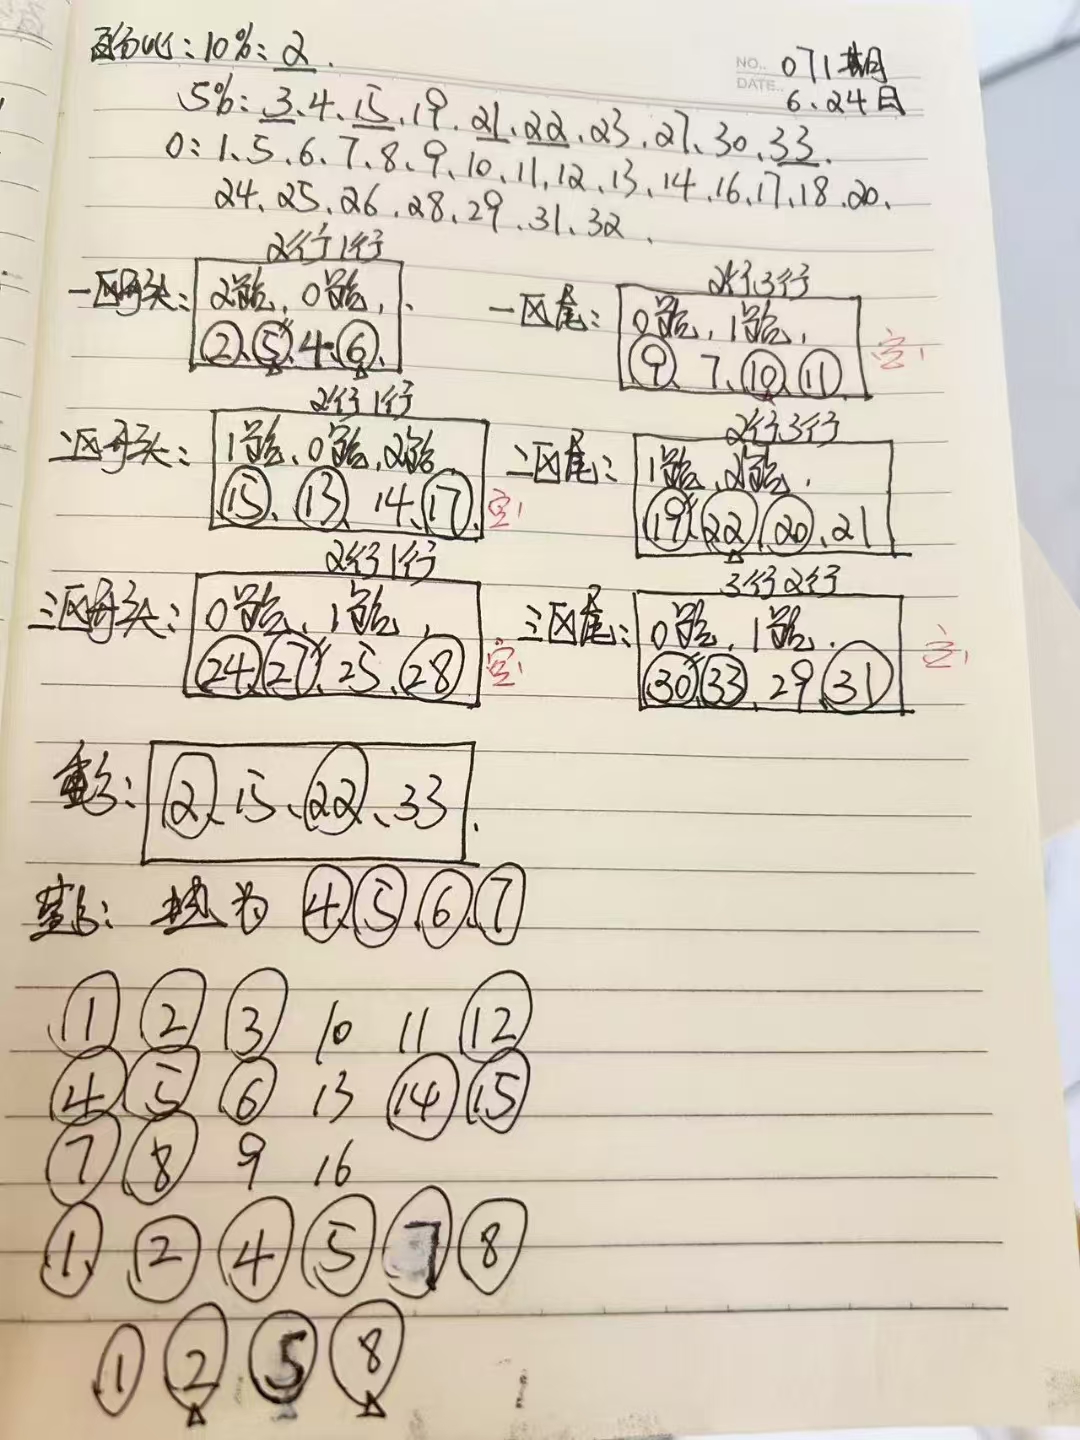 百分比：10%：2.
NO.. 071期
DATE.. 6.24日
5%：3.4.15.19.21.22.23.27.30.33.
0：1.5.6.7.8.9.10.11.12.13.14.16.17.18.20.
24.25.26.28.29.31.32.
2行1行
2行3行
一区号头：2路、0路，.
2 5 4 6
一区尾：0路，1路，
9 7 10 11
空
2行1行
2行3行
二区号头：1路、0路、2路
15、13 14、17
空
二区尾：1路、2路.
19 22 20、21
2行1行
3行2行
三区号头：0路、1路，
24 27 25 28
空
三区尾：0路，1路.
30 33 29 31
空
重号：2、15、22、33.
蓝号： 4 5 6 7
1 2 3 10 11 12
4 5 6 13 14 15
7 8 9 16
1 2 4 5 7 8
1 2 5 8